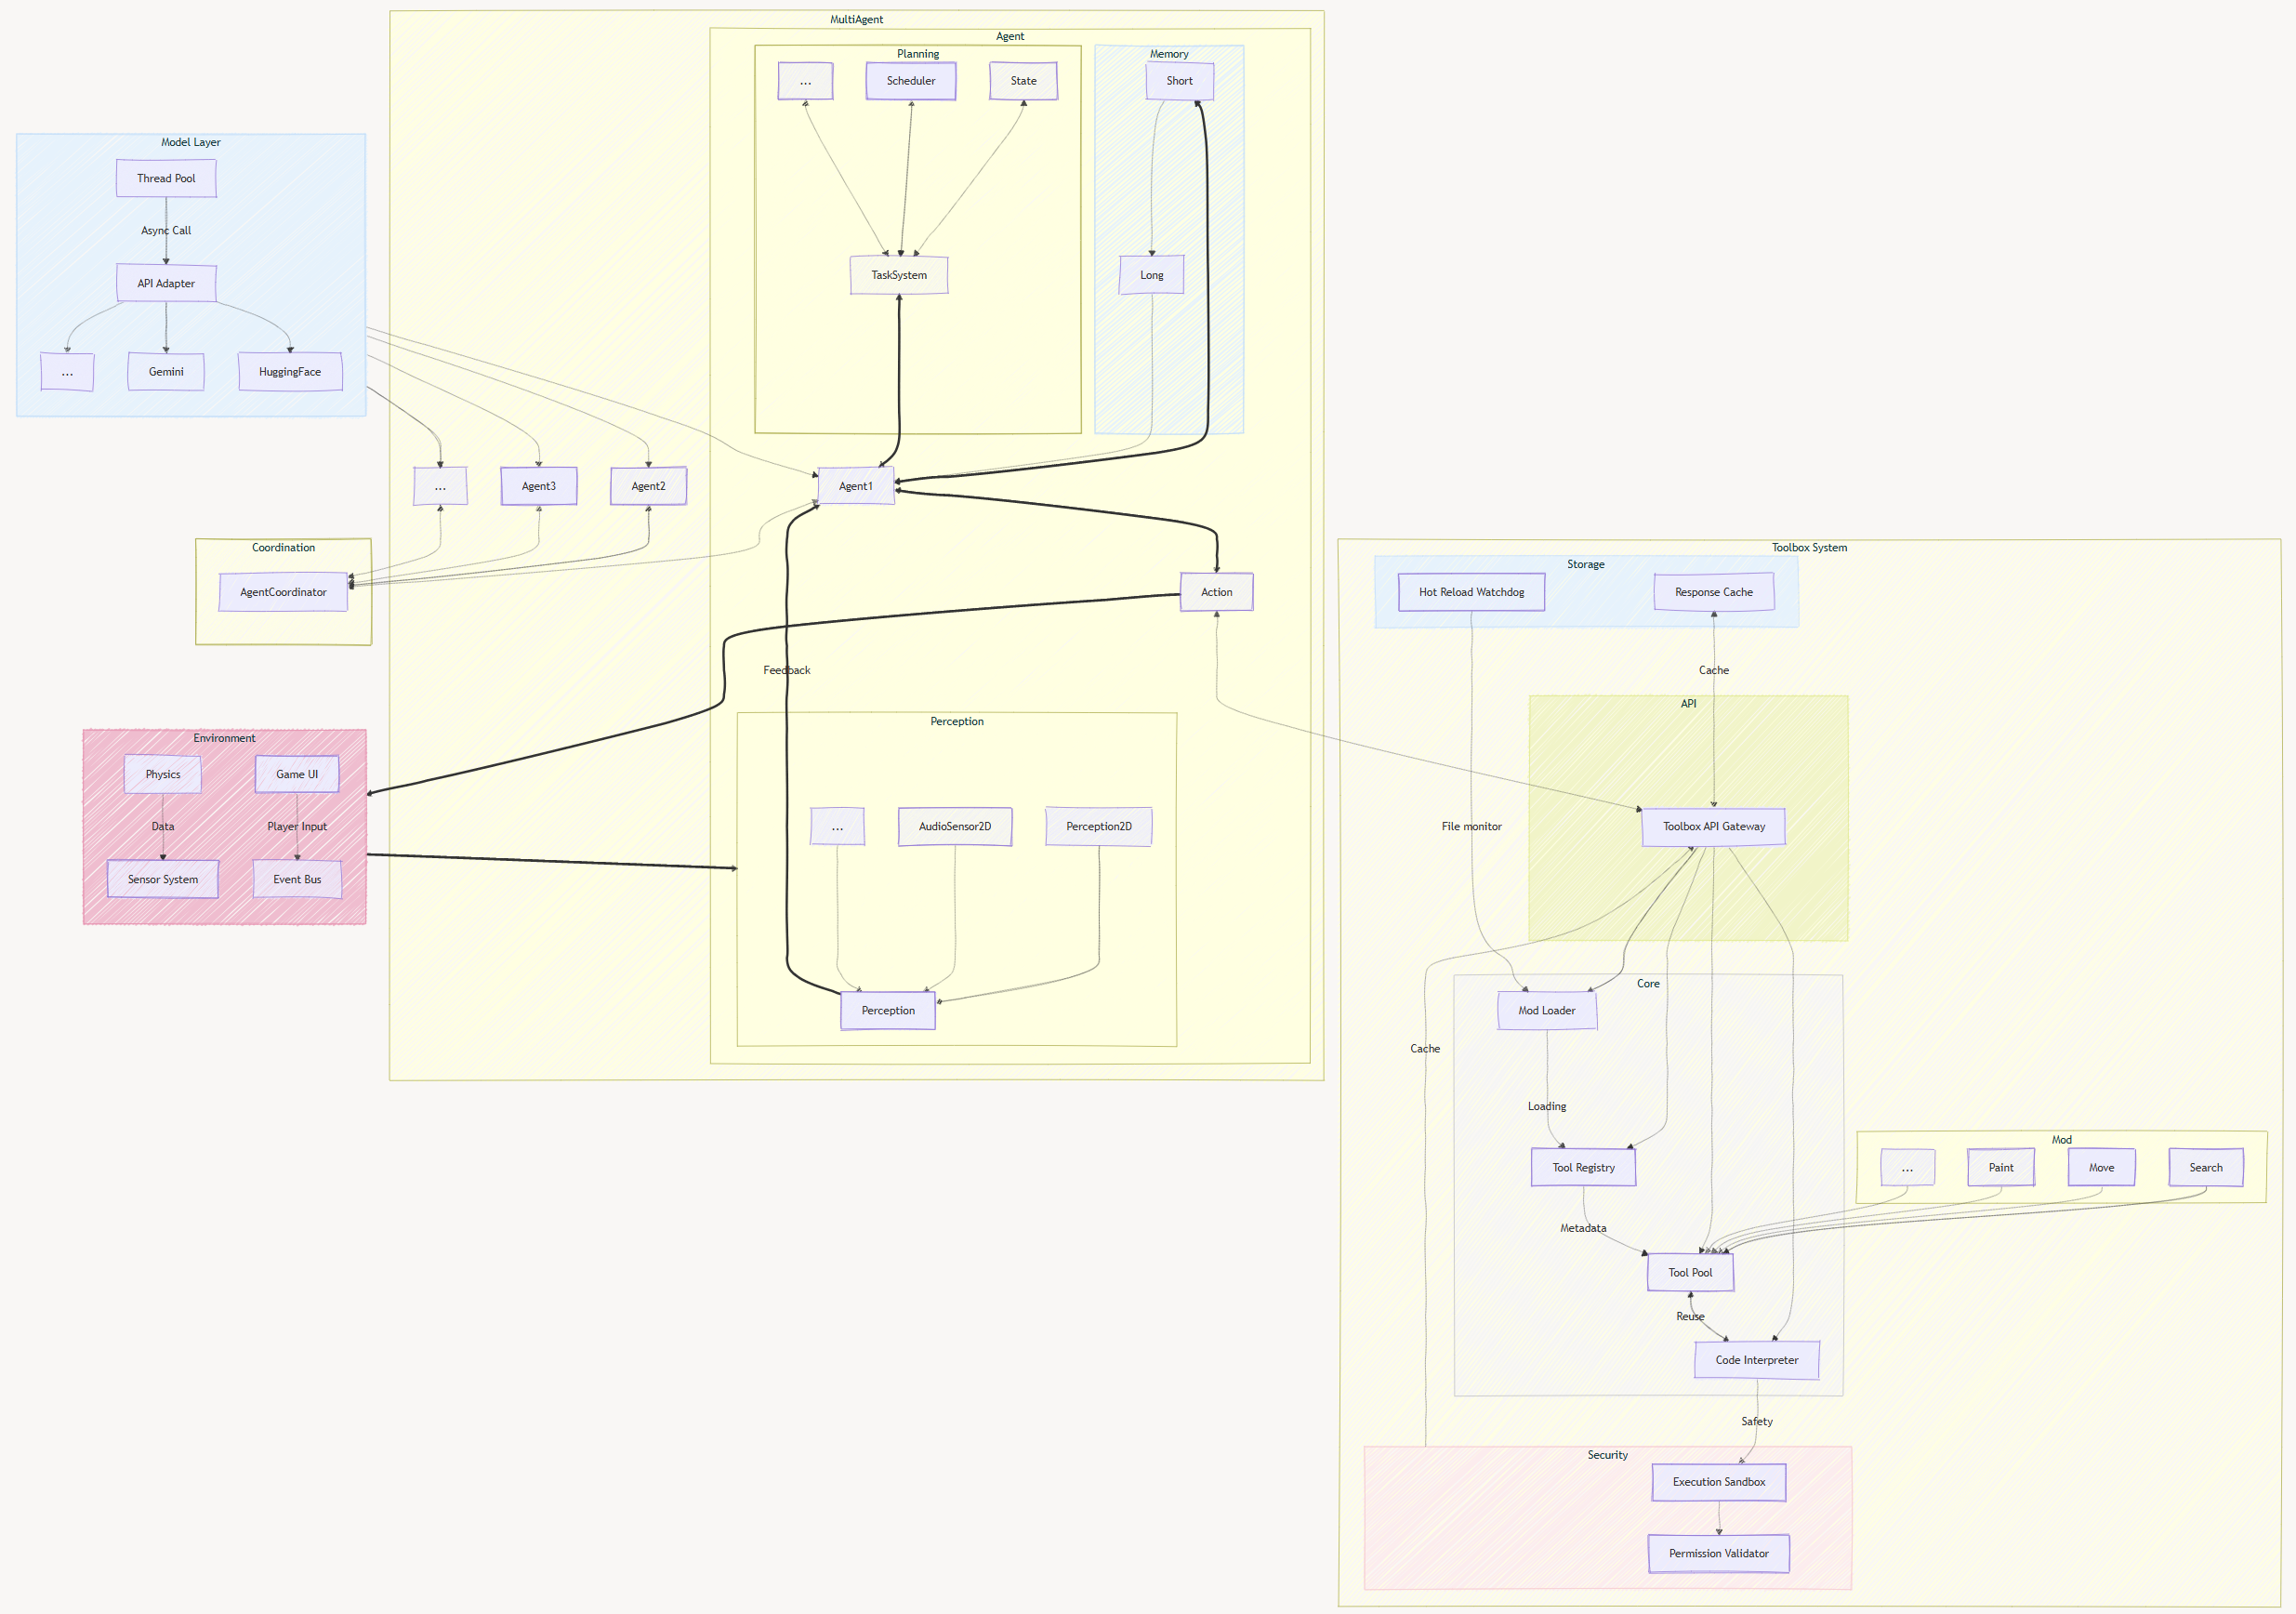 MultiAgent
Agent
Planning
...
Scheduler
State
TaskSystem
Memory
Short
Long
Model Layer
Thread Pool
Async Call
API Adapter
...
Gemini
HuggingFace
...
Agent3
Agent2
Agent1
Coordination
AgentCoordinator
Action
Feedback
Environment
Physics
Game UI
Data
Player Input
Sensor System
Event Bus
Perception
...
AudioSensor2D
Perception2D
Perception
Toolbox System
Storage
Hot Reload Watchdog
Response Cache
Cache
API
File monitor
Toolbox API Gateway
Core
Mod Loader
Cache
Loading
Tool Registry
Metadata
Mod
...
Paint
Move
Search
Tool Pool
Reuse
Code Interpreter
Safety
Security
Execution Sandbox
Permission Validator